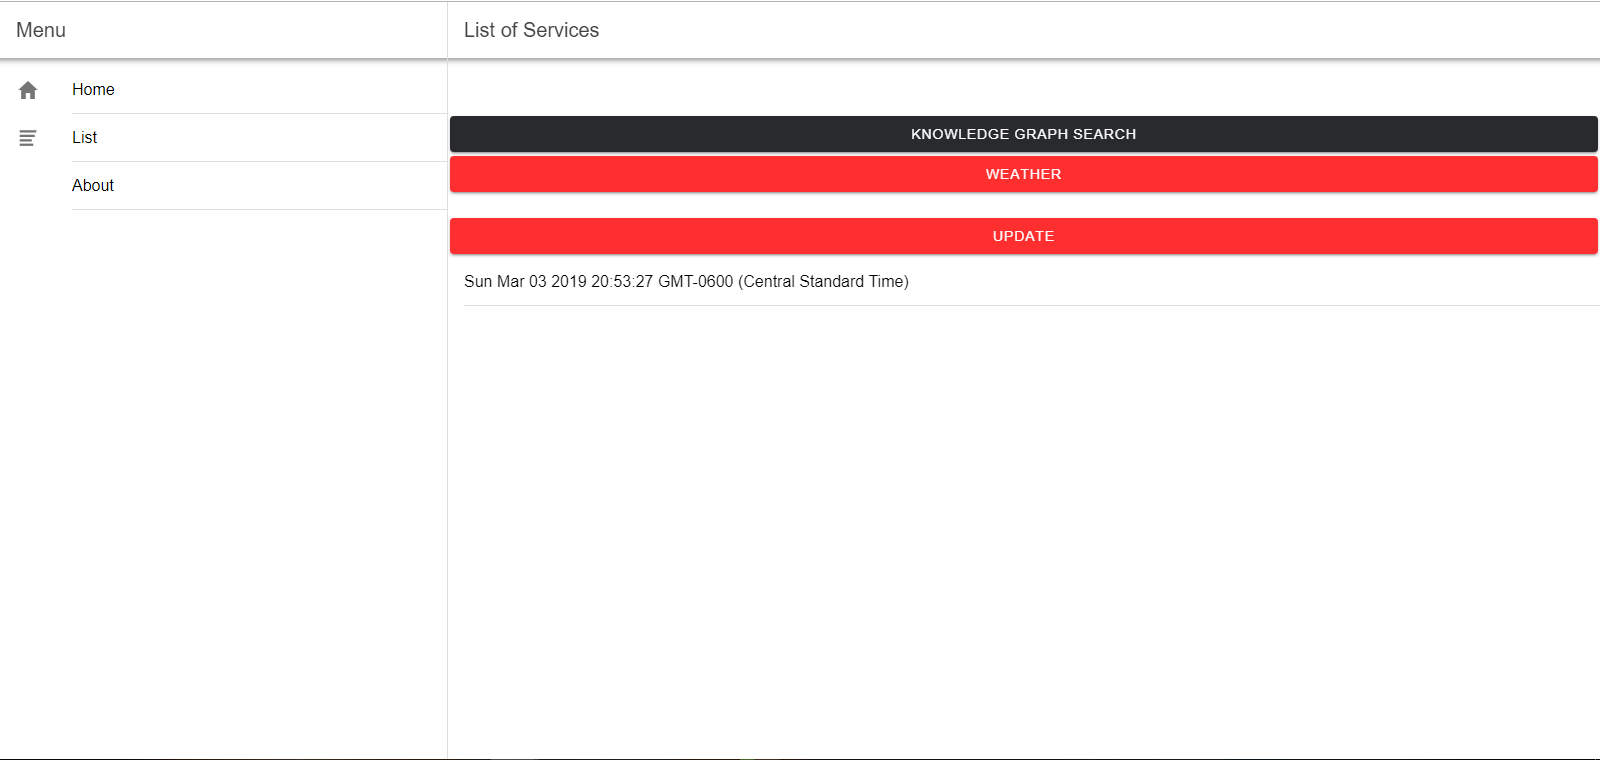 Menu
Home
List
About
List of Services
KNOWLEDGE GRAPH SEARCH
WEATHER
UPDATE
Sun Mar 03 2019 20:53:27 GMT-0600 (Central Standard Time)